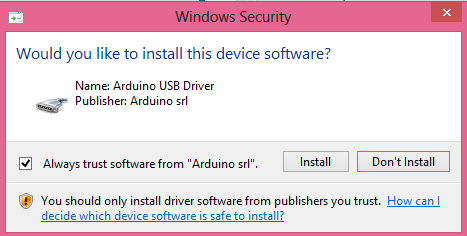 Windows Security
Would you like to install this device software?
Name: Arduino USB Driver
Publisher: Arduino srl
Always trust software from "Arduino srl".
Install
Don't Install
You should only install driver software from publishers you trust. How can I
decide which device software is safe to install?